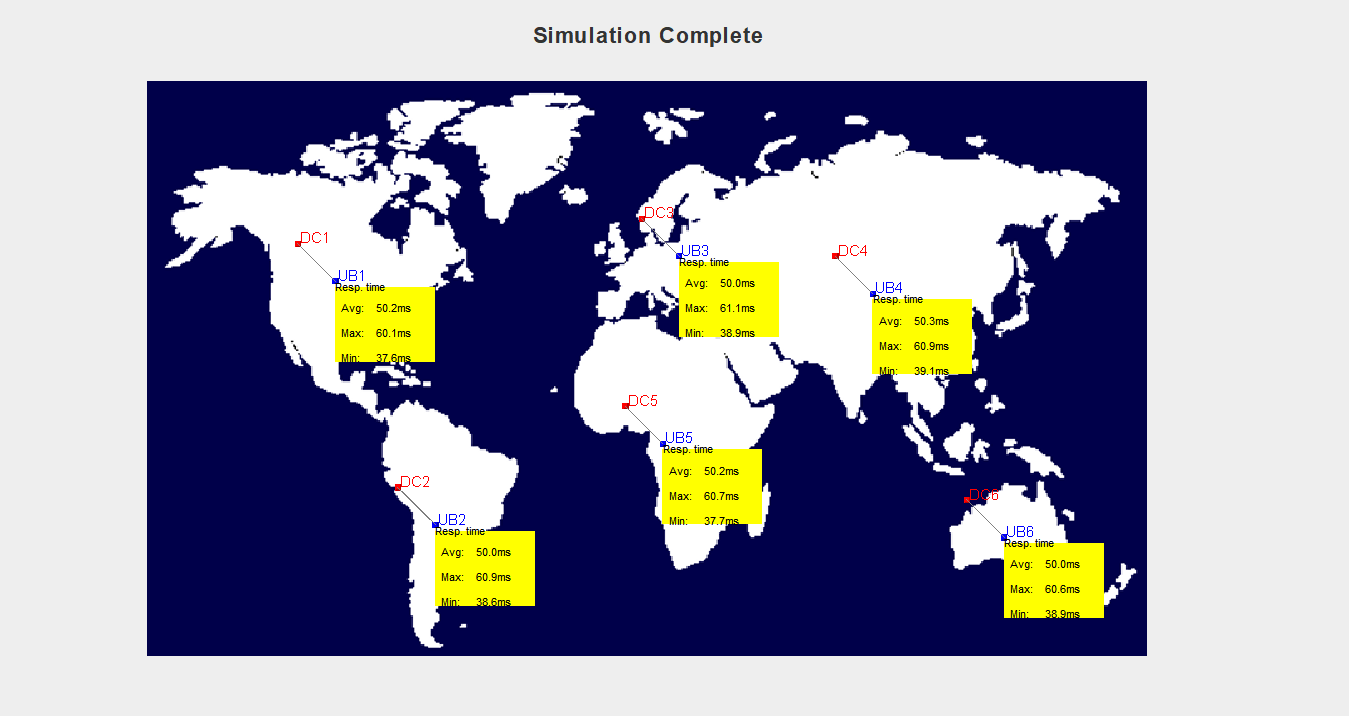 Simulation Complete
DC1
UB1
Resp. time
Avg: 50.2ms
Max: 60.1ms
Min: 37.6ms
DC2
UB2
Resp. time
Avg: 50.0ms
Max: 60.9ms
Min: 38.6ms
DC3
UB3
Resp. time
Avg: 50.0ms
Max: 61.1ms
Min: 38.9ms
DC4
UB4
Resp. time
Avg: 50.3ms
Max: 60.9ms
Min: 39.1ms
DC5
UB5
Resp. time
Avg: 50.2ms
Max: 60.7ms
Min: 37.7ms
DC6
UB6
Resp. time
Avg: 50.0ms
Max: 60.6ms
Min: 38.9ms